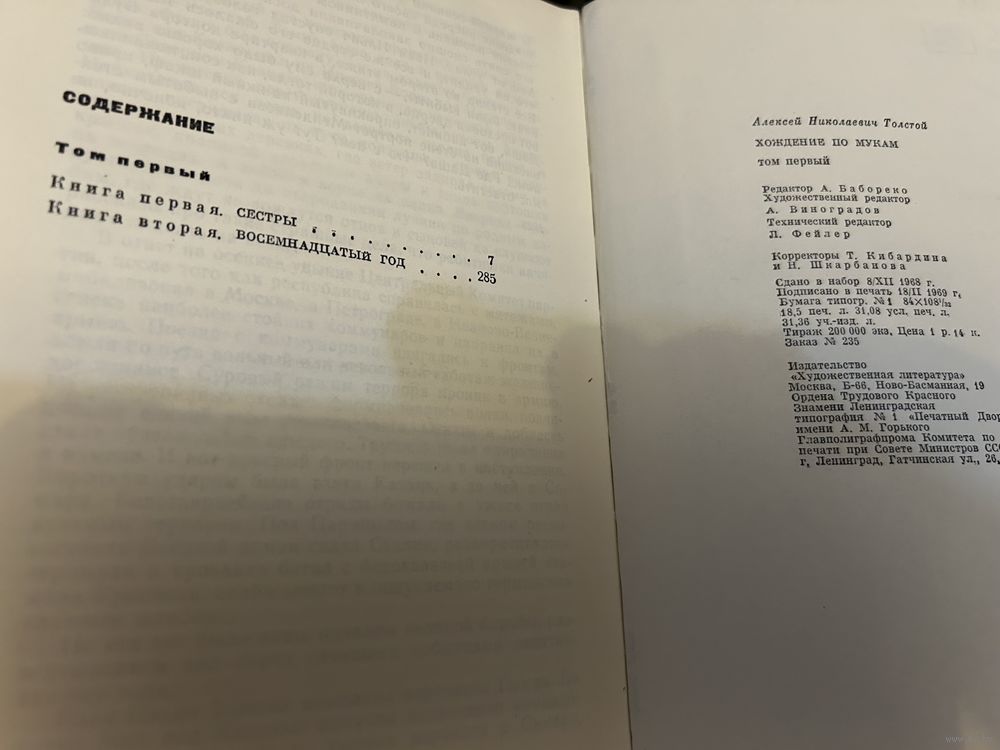 СОДЕРЖАНИЕ
Том первый
Книга первая. СЕСТРЫ . . . . . . . . . 7
Книга вторая. ВОСЕМНАДЦАТЫЙ ГОД . . . . 285
Алексей Николаевич Толстой
ХОЖДЕНИЕ ПО МУКАМ
том первый
Редактор А. Бабореко
Художественный редактор
А. Виноградов
Технический редактор
Л. Фейлер
Корректоры Т. Кибардина
и Н. Шкарбанова
Сдано в набор 8/XII 1968 г.
Подписано в печать 18/II 1969 г.
Бумага типогр. №1 84×108¹/₃₂
18,5 печ. л. 31,08 усл. печ. л.
31,36 уч.-изд. л.
Тираж 200 000 экз. Цена 1 р. 14 к.
Заказ № 235
Издательство
«Художественная литература»
Москва, Б-66, Ново-Басманная, 19
Ордена Трудового Красного
Знамени Ленинградская
типография № 1 «Печатный Двор
имени А. М. Горького
Главполиграфпрома Комитета по
печати при Совете Министров ССС
г. Ленинград, Гатчинская ул., 26.